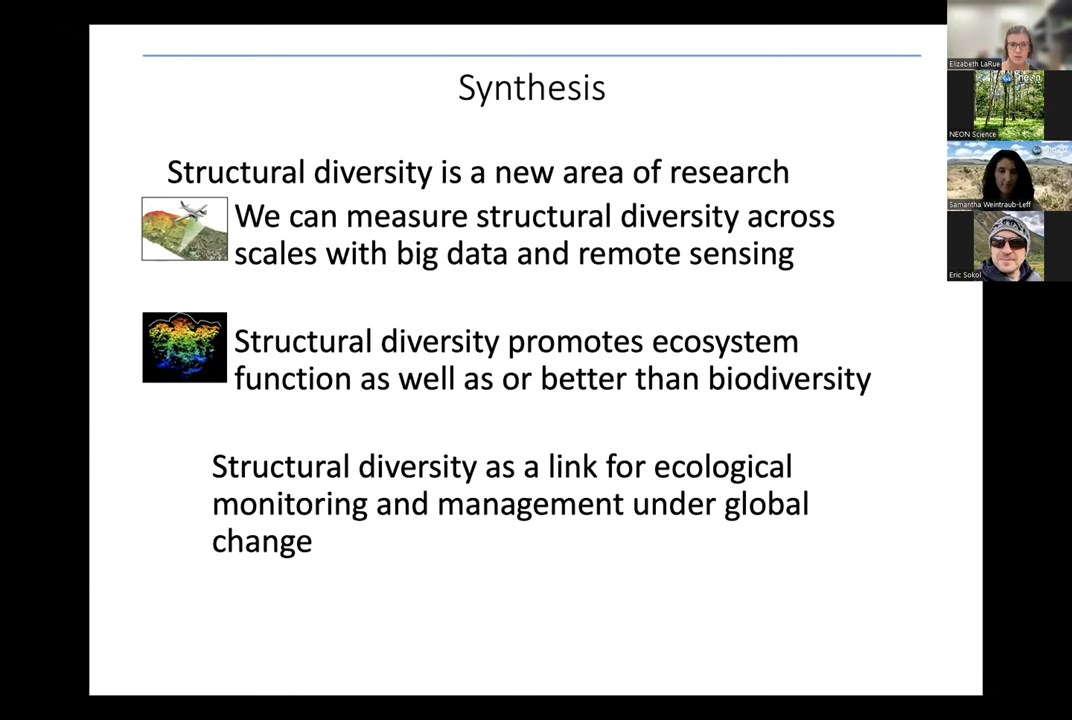 Synthesis
Structural diversity is a new area of research
We can measure structural diversity across
scales with big data and remote sensing
Structural diversity promotes ecosystem
function as well as or better than biodiversity
Structural diversity as a link for ecological
monitoring and management under global
change
Elizabeth LaRue
NEON Science
Samantha Weintraub-Leff
Eric Sokol